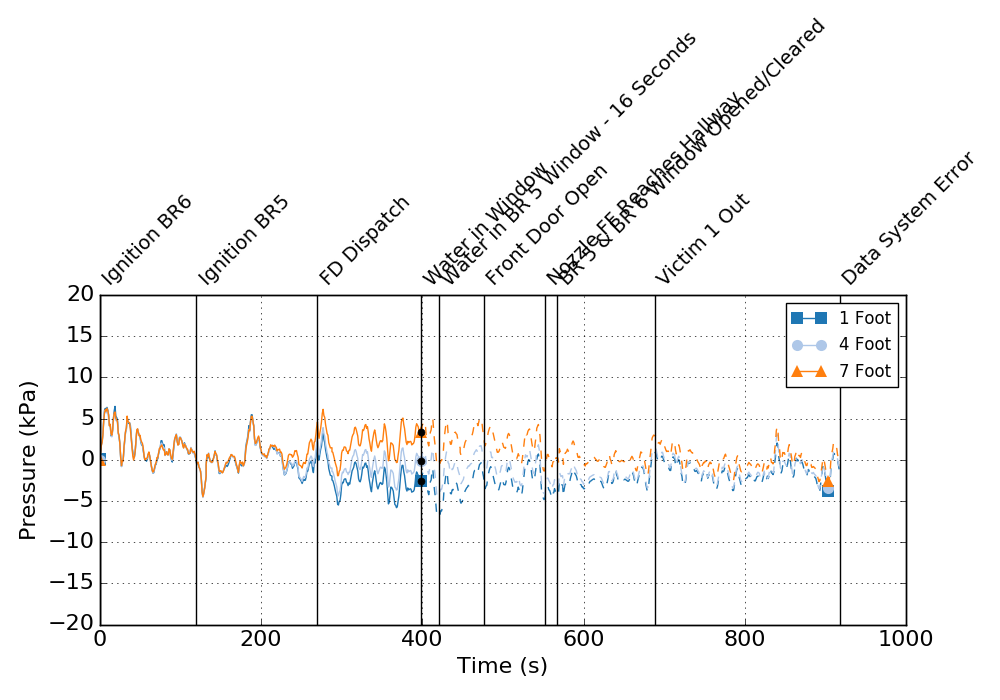 Ignition BR6
Ignition BR5
FD Dispatch
Water in Window
Water in BR 5 Window - 16 Seconds
Front Door Open
Nozzle FF Reaches Hallway
BR 5 & BR 6 Window Opened/Cleared
Victim 1 Out
Data System Error
20
15
10
5
0
−5
−10
−15
−20
Pressure (kPa)
1 Foot
4 Foot
7 Foot
0 200 400 600 800 1000
Time (s)